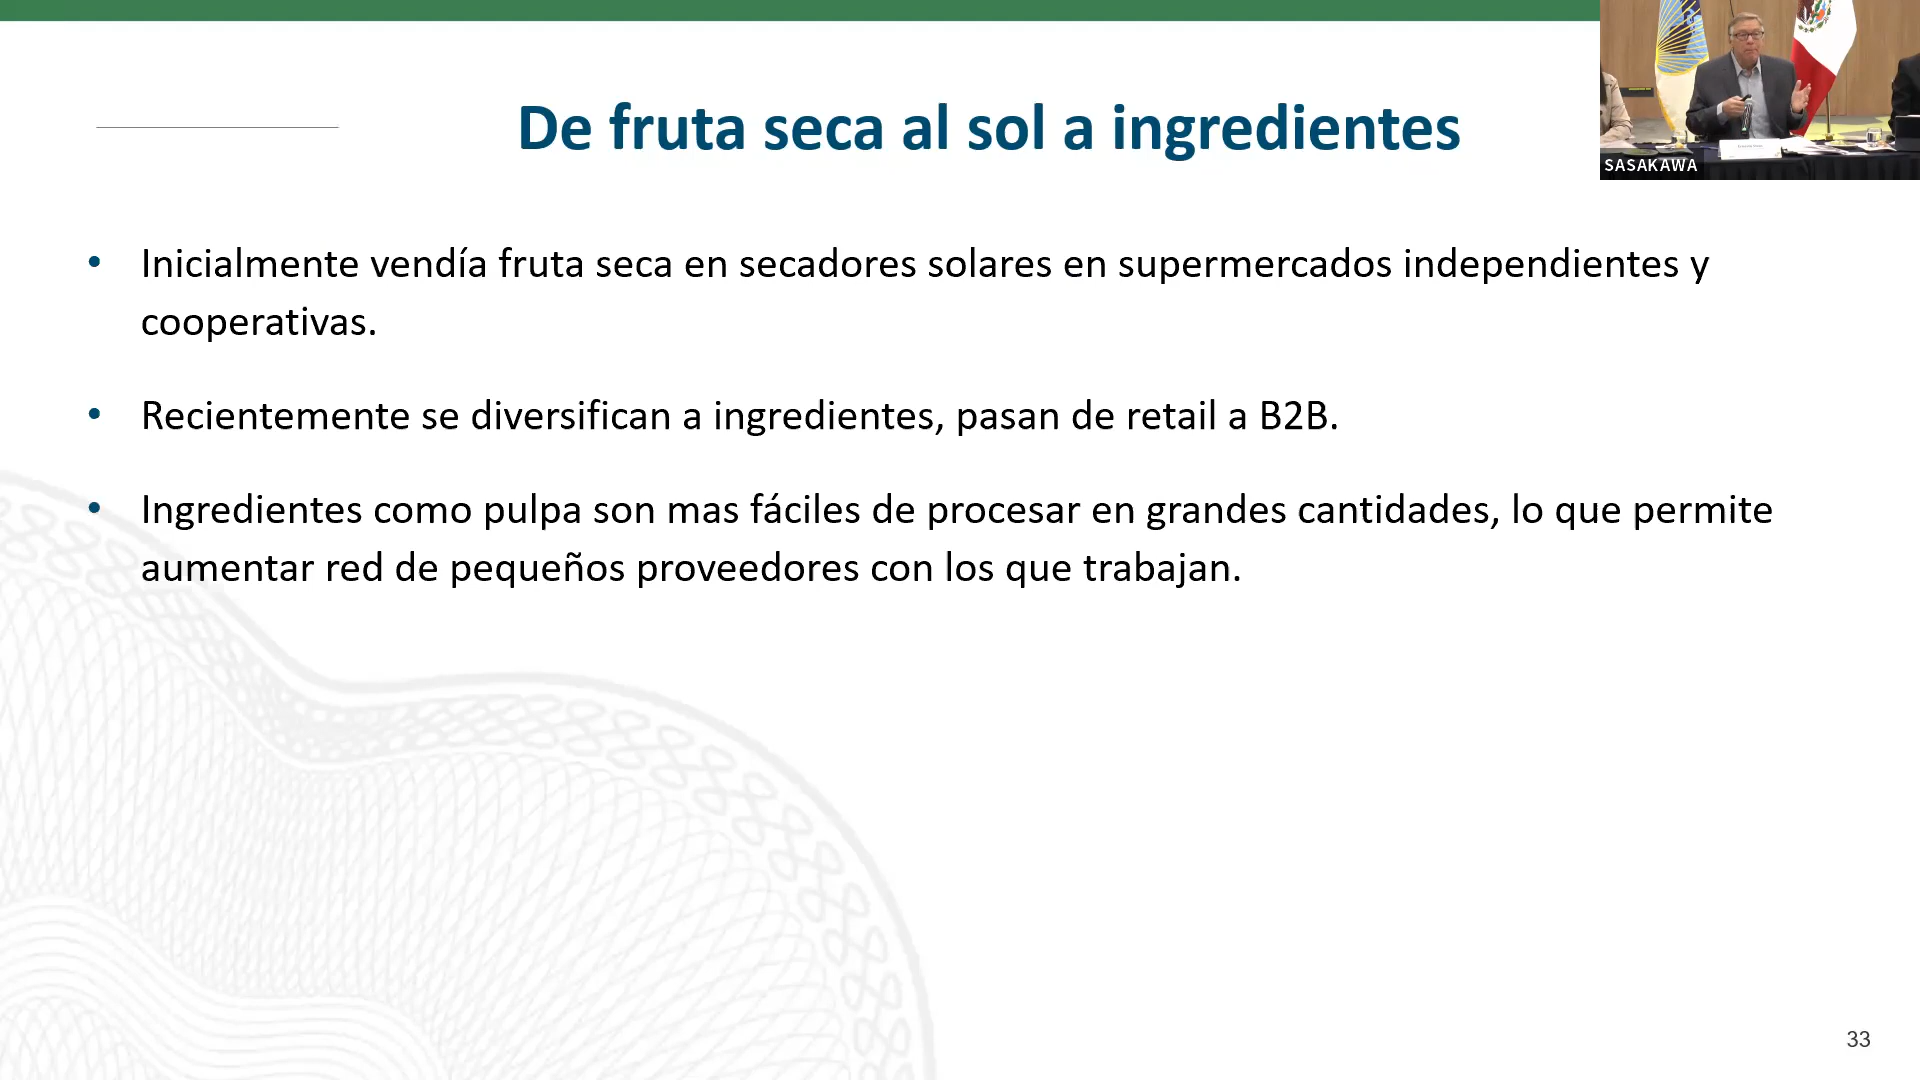 De fruta seca al sol a ingredientes
SASAKAWA
• Inicialmente vendía fruta seca en secadores solares en supermercados independientes y
cooperativas.
• Recientemente se diversifican a ingredientes, pasan de retail a B2B.
• Ingredientes como pulpa son mas fáciles de procesar en grandes cantidades, lo que permite
aumentar red de pequeños proveedores con los que trabajan.
33